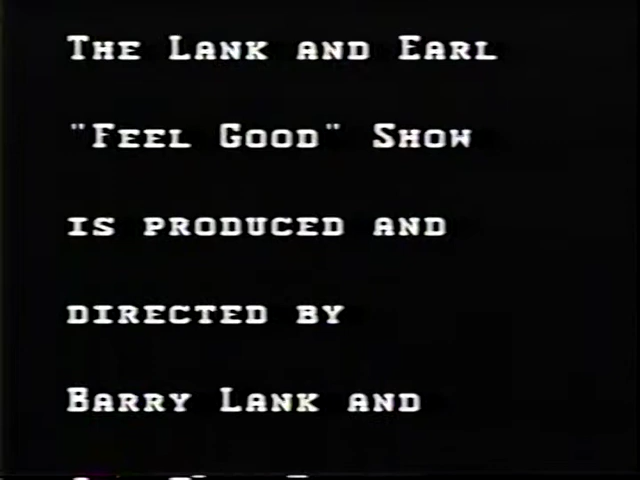 The Lank and Earl
"Feel Good" Show
is produced and
directed by
Barry Lank and